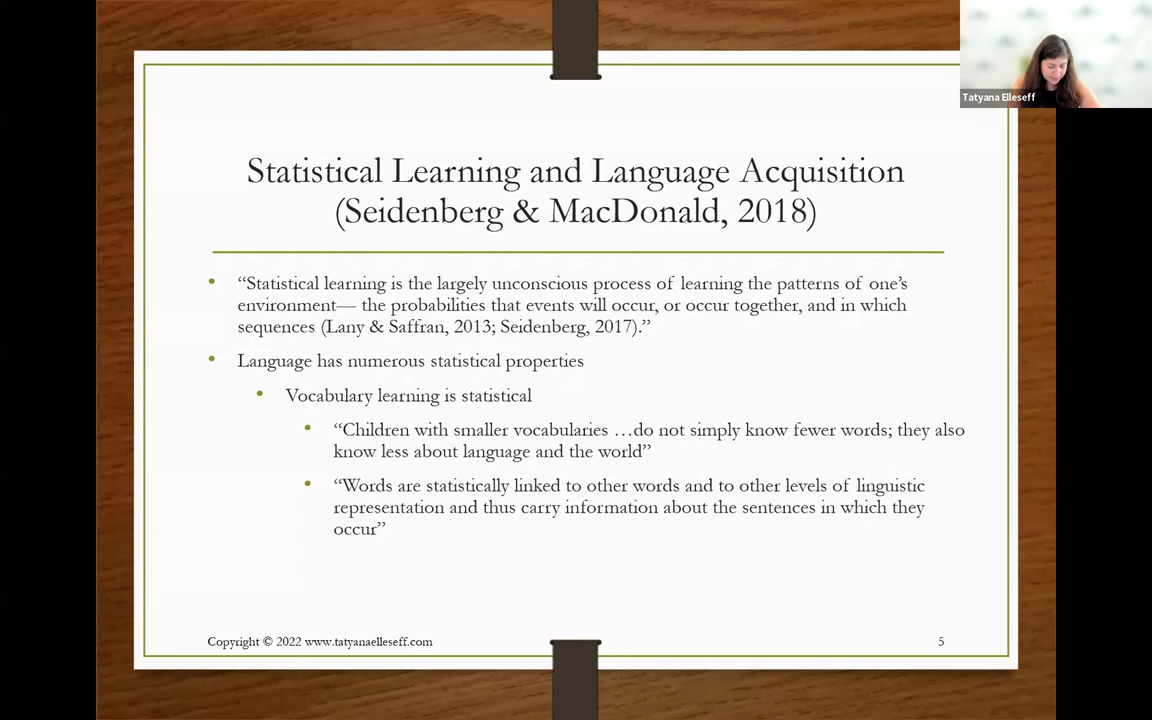 Tatyana Elleseff
Statistical Learning and Language Acquisition
(Seidenberg & MacDonald, 2018)
• “Statistical learning is the largely unconscious process of learning the patterns of one’s
environment— the probabilities that events will occur, or occur together, and in which
sequences (Lany & Saffran, 2013; Seidenberg, 2017).”
• Language has numerous statistical properties
• Vocabulary learning is statistical
• “Children with smaller vocabularies …do not simply know fewer words; they also
know less about language and the world”
• “Words are statistically linked to other words and to other levels of linguistic
representation and thus carry information about the sentences in which they
occur”
Copyright © 2022 www.tatyanaelleseff.com
5